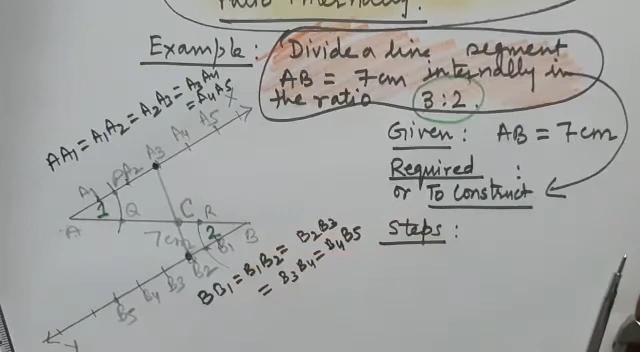 ratio internally.
Example: Divide a line segment
AB = 7cm internally in
the ratio 3:2.
Given: AB = 7cm
Required :
or To Construct
Steps:
AA1 = A1A2 = A2A3 = A3A4
= A4A5
X
A5
A4
A3
A2
P
A1
1
A
Q
C
R
B
7cm
2
B1
B2
B3
B4
B5
Y
BB1 = B1B2 = B2B3
= B3B4 = B4B5